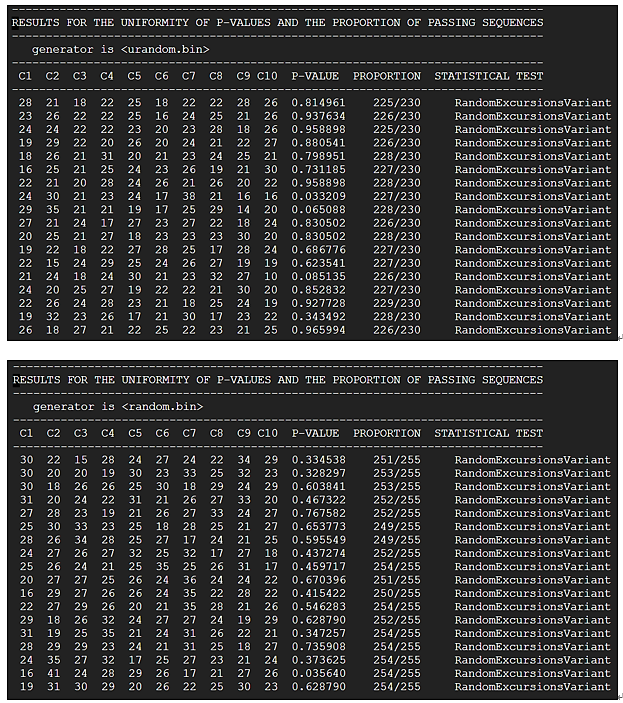 RESULTS FOR THE UNIFORMITY OF P-VALUES AND THE PROPORTION OF PASSING SEQUENCES
generator is <urandom.bin>
C1 C2 C3 C4 C5 C6 C7 C8 C9 C10 P-VALUE PROPORTION STATISTICAL TEST
28 21 18 22 25 18 22 22 28 26 0.814961 225/230 RandomExcursionsVariant
23 26 22 22 25 16 24 25 21 26 0.937634 226/230 RandomExcursionsVariant
24 24 22 22 23 20 23 28 18 26 0.958898 225/230 RandomExcursionsVariant
19 29 22 20 26 20 24 21 22 27 0.880541 226/230 RandomExcursionsVariant
18 26 21 31 20 21 23 24 25 21 0.798951 228/230 RandomExcursionsVariant
16 25 21 25 24 23 26 19 21 30 0.731185 227/230 RandomExcursionsVariant
22 21 20 28 24 26 21 26 20 22 0.958898 228/230 RandomExcursionsVariant
24 30 21 23 24 17 38 21 16 16 0.033209 227/230 RandomExcursionsVariant
29 35 21 21 19 17 25 29 14 20 0.065088 228/230 RandomExcursionsVariant
27 21 24 17 27 23 27 22 18 24 0.830502 226/230 RandomExcursionsVariant
20 25 21 27 18 23 23 23 30 20 0.830502 228/230 RandomExcursionsVariant
19 22 18 22 27 28 25 17 28 24 0.686776 227/230 RandomExcursionsVariant
22 15 24 29 25 24 26 27 19 19 0.623541 227/230 RandomExcursionsVariant
21 24 18 24 30 21 23 32 27 10 0.085135 226/230 RandomExcursionsVariant
24 20 25 27 19 22 22 21 30 20 0.852832 227/230 RandomExcursionsVariant
22 26 24 28 23 21 18 25 24 19 0.927728 229/230 RandomExcursionsVariant
19 32 23 26 17 21 30 17 23 22 0.343492 228/230 RandomExcursionsVariant
26 18 27 21 22 25 22 23 21 25 0.965994 226/230 RandomExcursionsVariant
RESULTS FOR THE UNIFORMITY OF P-VALUES AND THE PROPORTION OF PASSING SEQUENCES
generator is <random.bin>
C1 C2 C3 C4 C5 C6 C7 C8 C9 C10 P-VALUE PROPORTION STATISTICAL TEST
30 22 15 28 24 27 24 22 34 29 0.334538 251/255 RandomExcursionsVariant
30 20 20 19 30 23 33 25 32 23 0.328297 253/255 RandomExcursionsVariant
30 18 26 26 25 30 18 29 24 29 0.603841 253/255 RandomExcursionsVariant
31 20 24 22 31 21 26 27 33 20 0.467322 252/255 RandomExcursionsVariant
27 28 23 19 21 26 27 33 24 27 0.767582 252/255 RandomExcursionsVariant
25 30 33 23 25 18 28 25 21 27 0.653773 249/255 RandomExcursionsVariant
28 26 34 28 25 27 17 24 21 25 0.595549 249/255 RandomExcursionsVariant
24 27 26 27 32 25 32 17 27 18 0.437274 252/255 RandomExcursionsVariant
25 26 24 21 25 35 25 26 31 17 0.459717 254/255 RandomExcursionsVariant
20 27 27 25 26 24 36 24 24 22 0.670396 251/255 RandomExcursionsVariant
16 29 27 26 26 24 35 22 28 22 0.415422 250/255 RandomExcursionsVariant
22 27 29 26 20 21 35 28 21 26 0.546283 254/255 RandomExcursionsVariant
29 18 26 32 24 27 27 24 19 29 0.628790 252/255 RandomExcursionsVariant
31 19 25 35 21 24 31 26 22 21 0.347257 254/255 RandomExcursionsVariant
28 29 29 23 24 21 31 25 18 27 0.735908 254/255 RandomExcursionsVariant
24 35 27 32 17 25 27 23 21 24 0.373625 254/255 RandomExcursionsVariant
16 41 24 28 29 26 17 21 27 26 0.035640 254/255 RandomExcursionsVariant
19 31 30 29 20 26 22 25 30 23 0.628790 254/255 RandomExcursionsVariant